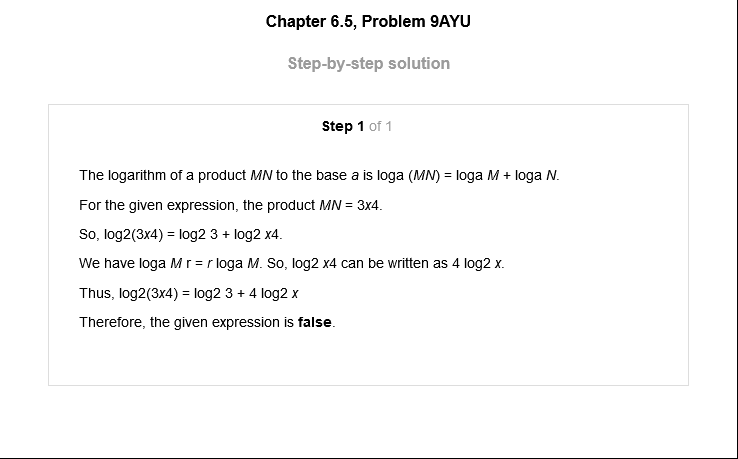 Chapter 6.5, Problem 9AYU
Step-by-step solution
Step 1 of 1
The logarithm of a product MN to the base a is loga (MN) = loga M + loga N.
For the given expression, the product MN = 3x4.
So, log2(3x4) = log2 3 + log2 x4.
We have loga M r = r loga M. So, log2 x4 can be written as 4 log2 x.
Thus, log2(3x4) = log2 3 + 4 log2 x
Therefore, the given expression is false.